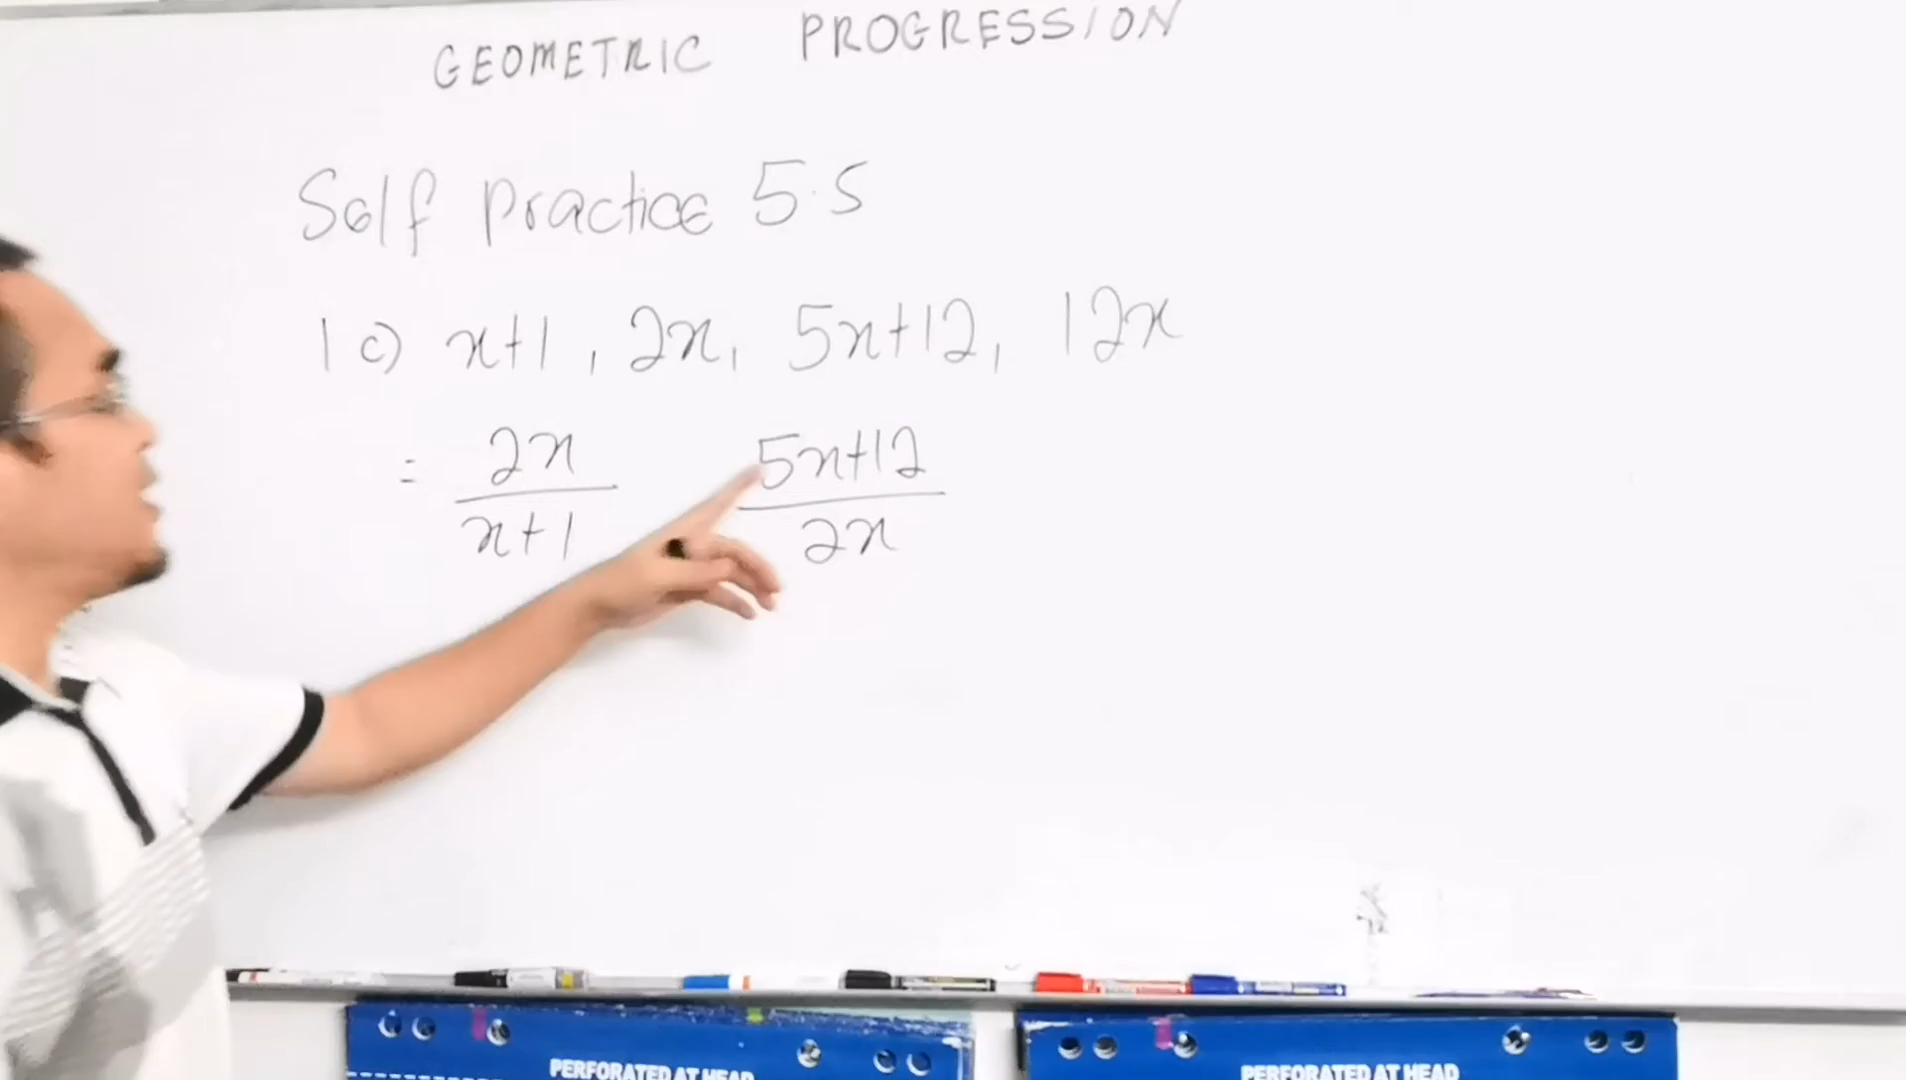 GEOMETRIC PROGRESSION
Self Practice 5.5
1 c) x+1, 2x, 5x+12, 12x
= 2x/x+1 5x+12/2x
PERFORATED AT HEAD PERFORATED AT HEAD